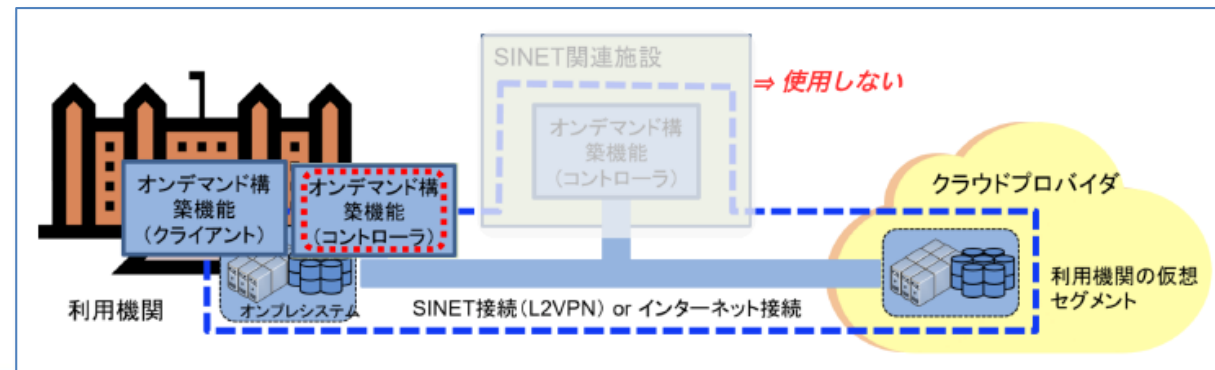 SINET関連施設
⇒ 使用しない
オンデマンド構
築機能
(コントローラ)
クラウドプロバイダ
オンデマンド構
築機能
(クライアント)
オンデマンド構
築機能
(コントローラ)
利用機関
オンプレシステム
SINET接続(L2VPN) or インターネット接続
利用機関の仮想
セグメント